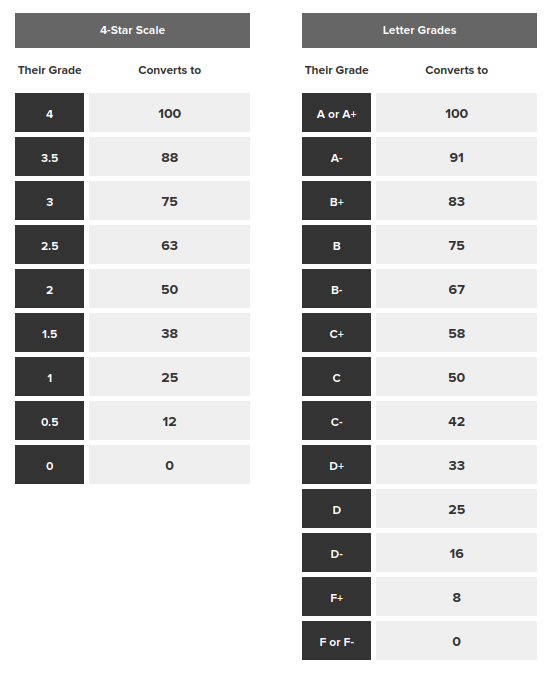 4-Star Scale
Their Grade Converts to
4 100
3.5 88
3 75
2.5 63
2 50
1.5 38
1 25
0.5 12
0 0
Letter Grades
Their Grade Converts to
A or A+ 100
A- 91
B+ 83
B 75
B- 67
C+ 58
C 50
C- 42
D+ 33
D 25
D- 16
F+ 8
F or F- 0